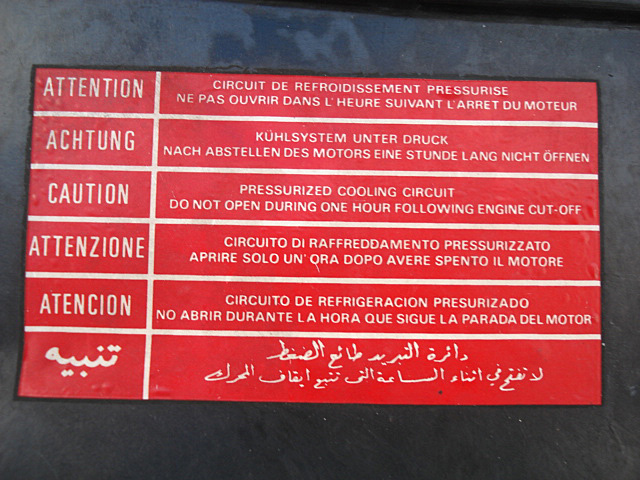 ATTENTION
CIRCUIT DE REFROIDISSEMENT PRESSURISE
NE PAS OUVRIR DANS L'HEURE SUIVANT L'ARRET DU MOTEUR
ACHTUNG
KÜHLSYSTEM UNTER DRUCK
NACH ABSTELLEN DES MOTORS EINE STUNDE LANG NICHT ÖFFNEN
CAUTION
PRESSURIZED COOLING CIRCUIT
DO NOT OPEN DURING ONE HOUR FOLLOWING ENGINE CUT-OFF
ATTENZIONE
CIRCUITO DI RAFFREDDAMENTO PRESSURIZZATO
APRIRE SOLO UN'ORA DOPO AVERE SPENTO IL MOTORE
ATENCION
CIRCUITO DE REFRIGERACION PRESURIZADO
NO ABRIR DURANTE LA HORA QUE SIGUE LA PARADA DEL MOTOR
تنبيه
دائرة التبريد الضغط
لا تفتح في اثناء الساعة التى تتبع ايقاف المحرك